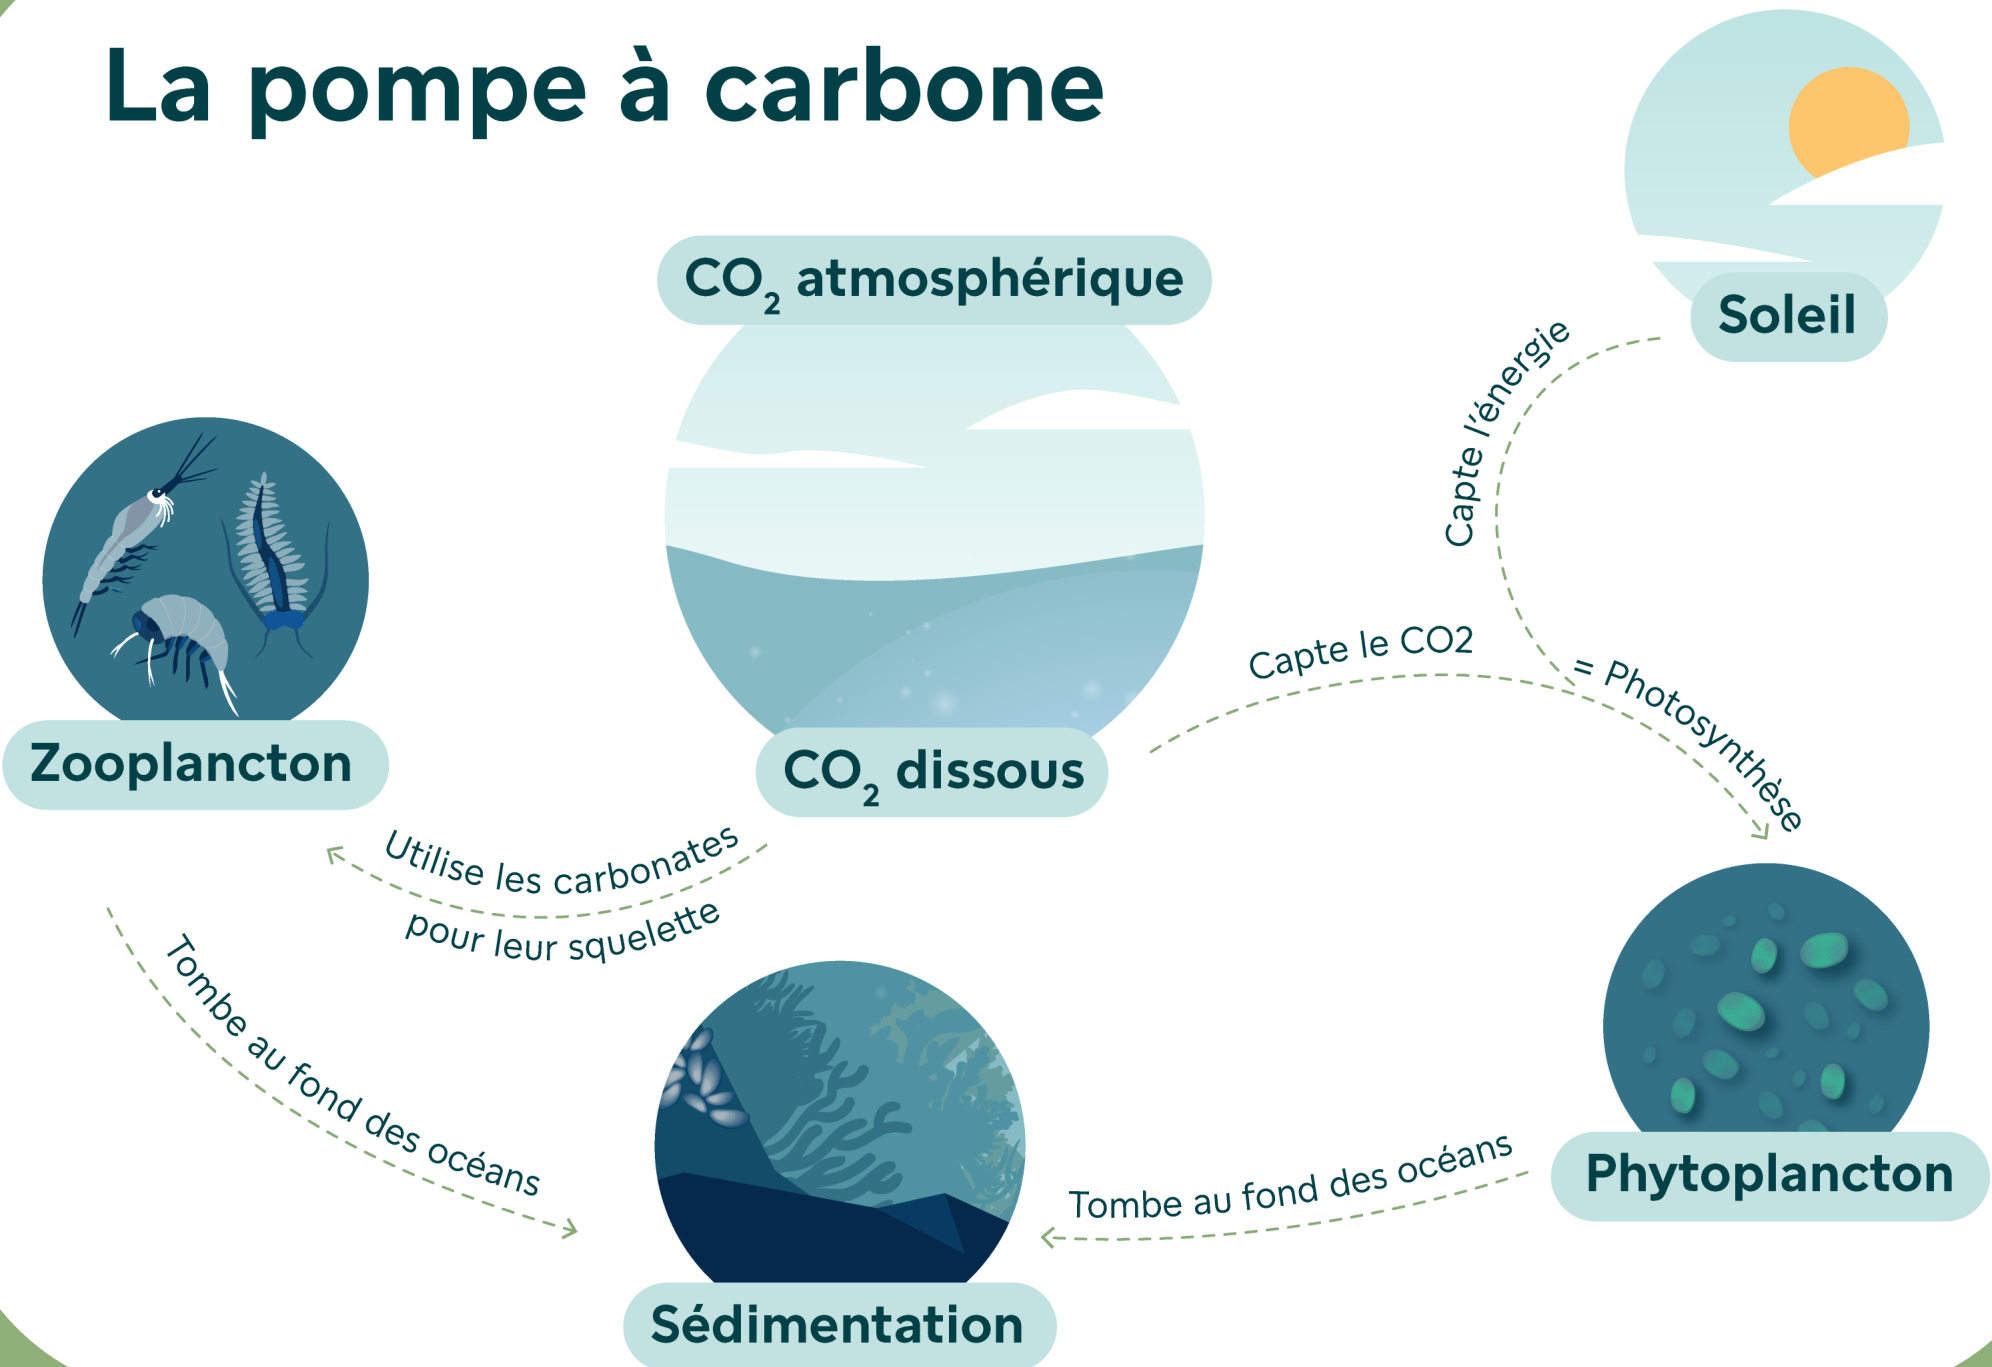 La pompe à carbone
CO₂ atmosphérique
Soleil
Capte l'énergie
Capte le CO2
= Photosynthèse
Zooplancton
CO₂ dissous
Utilise les carbonates
pour leur squelette
Tombe au fond des océans
Tombe au fond des océans
Phytoplancton
Sédimentation